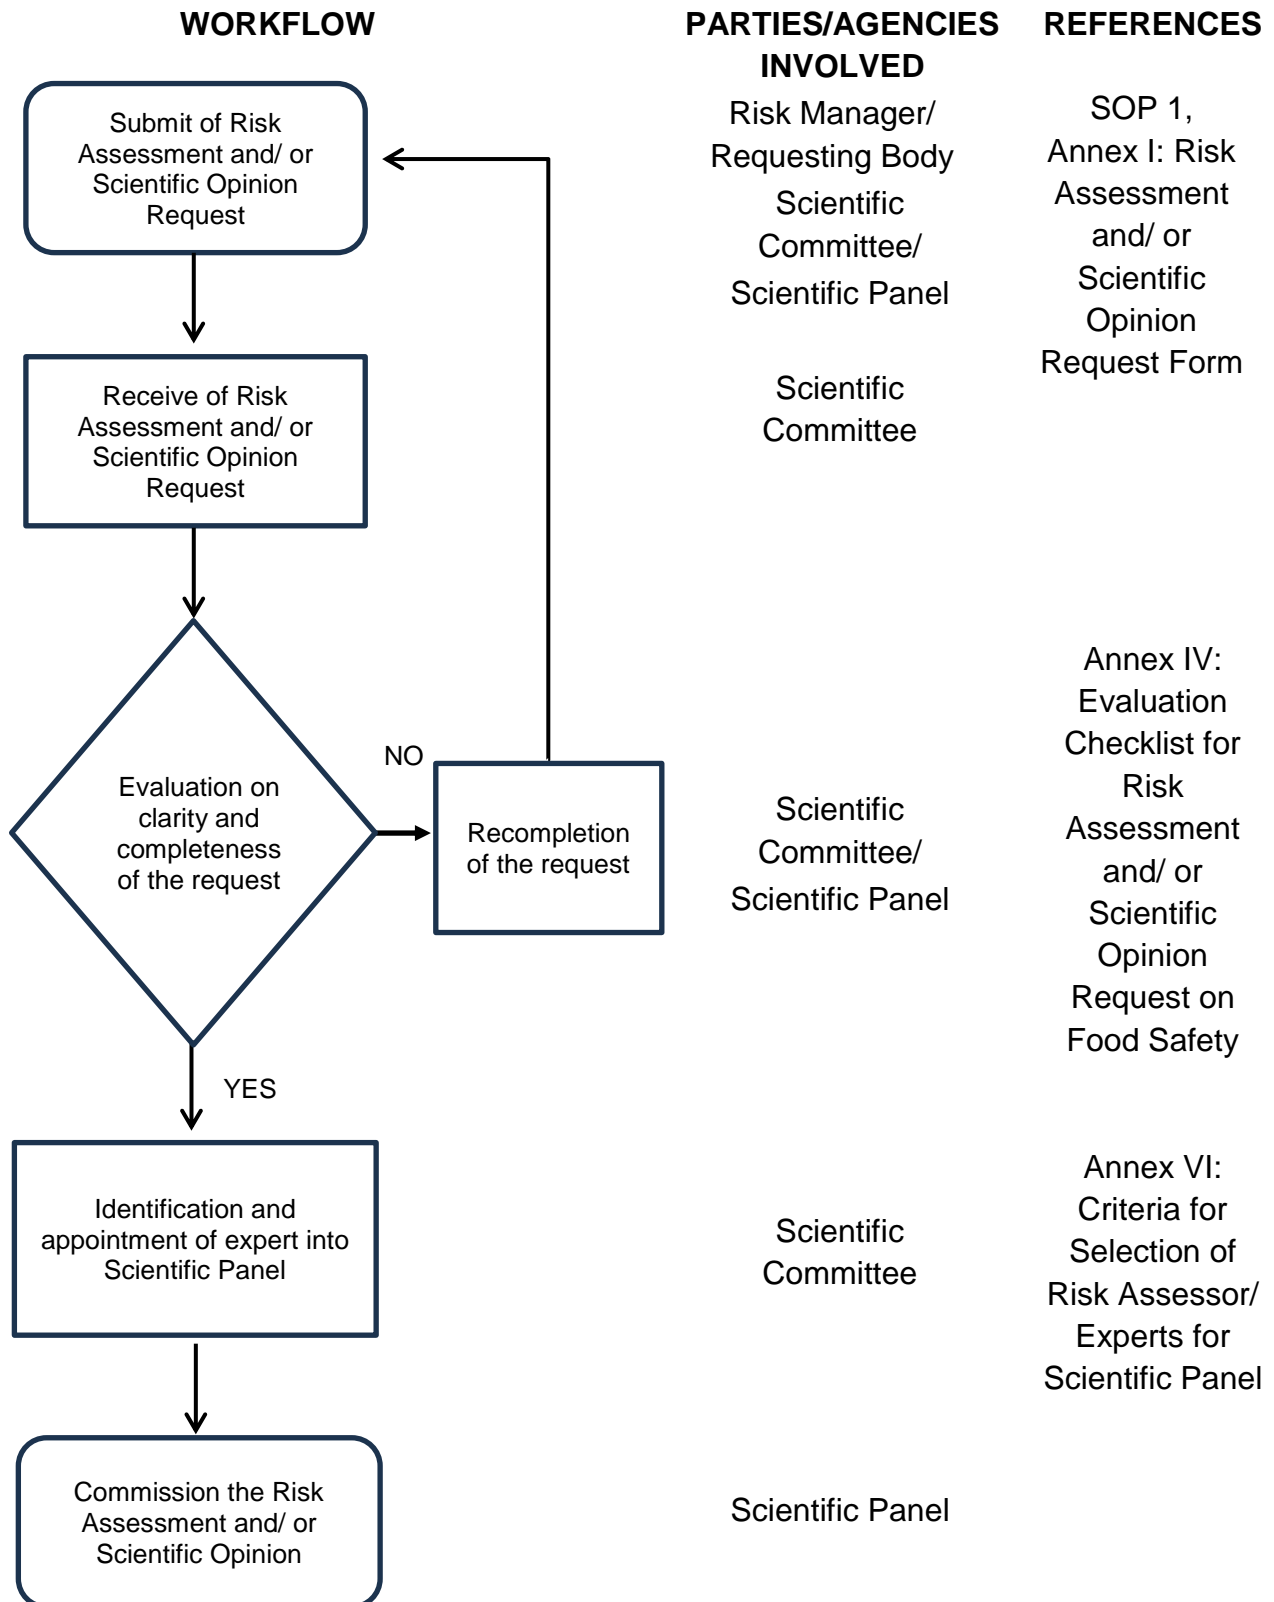 WORKFLOW
PARTIES/AGENCIES
INVOLVED
REFERENCES
Submit of Risk
Assessment and/ or
Scientific Opinion
Request
Risk Manager/
Requesting Body
Scientific
Committee/
Scientific Panel
SOP 1,
Annex I: Risk
Assessment
and/ or
Scientific
Opinion
Request Form
Receive of Risk
Assessment and/ or
Scientific Opinion
Request
Scientific
Committee
Evaluation on
clarity and
completeness
of the request
NO
Recompletion
of the request
Scientific
Committee/
Scientific Panel
Annex IV:
Evaluation
Checklist for
Risk
Assessment
and/ or
Scientific
Opinion
Request on
Food Safety
YES
Identification and
appointment of expert into
Scientific Panel
Scientific
Committee
Annex VI:
Criteria for
Selection of
Risk Assessor/
Experts for
Scientific Panel
Commission the Risk
Assessment and/ or
Scientific Opinion
Scientific Panel